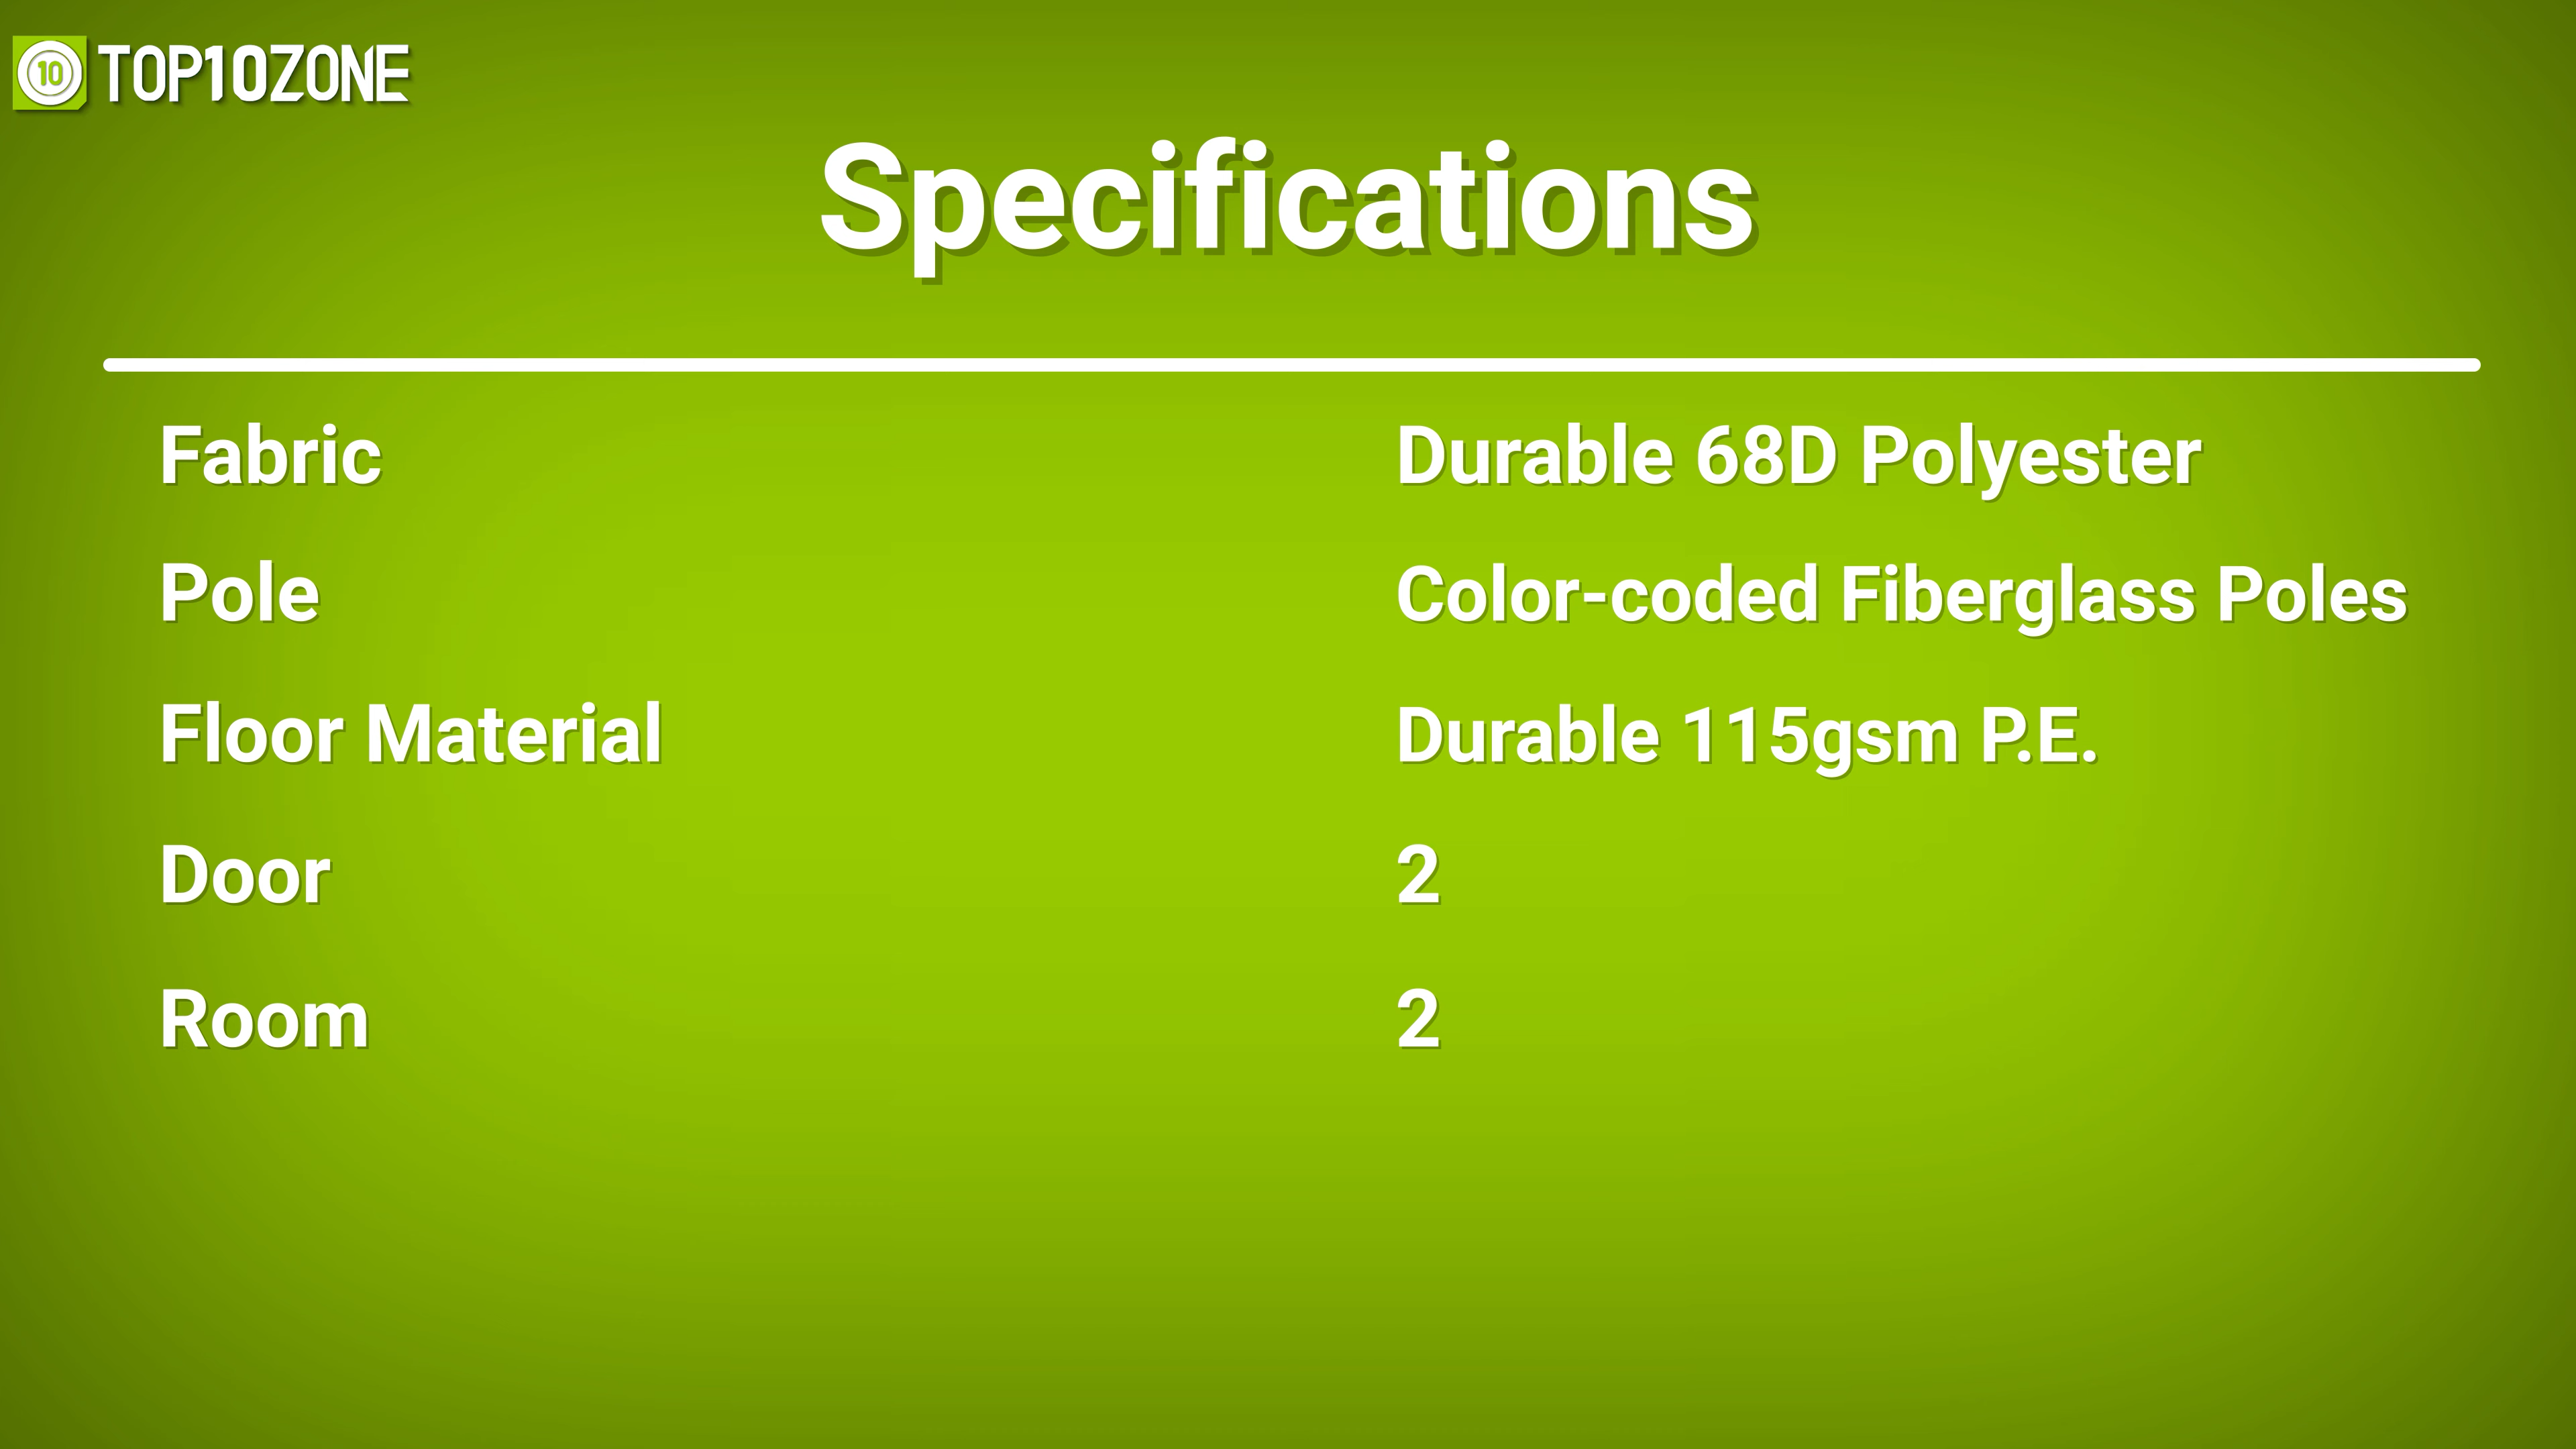 10 TOP10ZONE
Specifications
Fabric Durable 68D Polyester
Pole Color-coded Fiberglass Poles
Floor Material Durable 115gsm P.E.
Door 2
Room 2